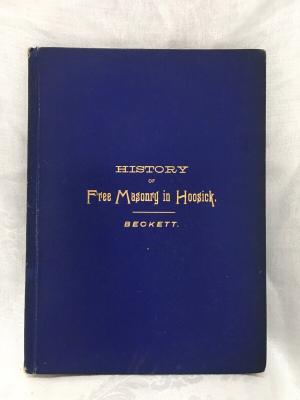 HISTORY
OF
Free Masonry in Hoosick.
BECKETT.